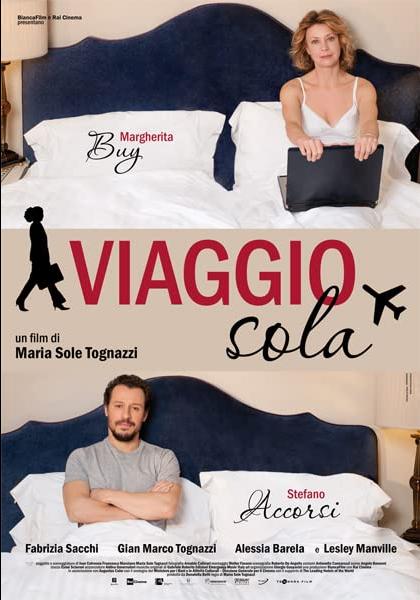 BiancaFilm e Rai Cinema
presentano
Margherita
Buy
VIAGGIO
sola
un film di
Maria Sole Tognazzi
Stefano
Accorsi
Fabrizia Sacchi Gian Marco Tognazzi Alessia Barela e Lesley Manville